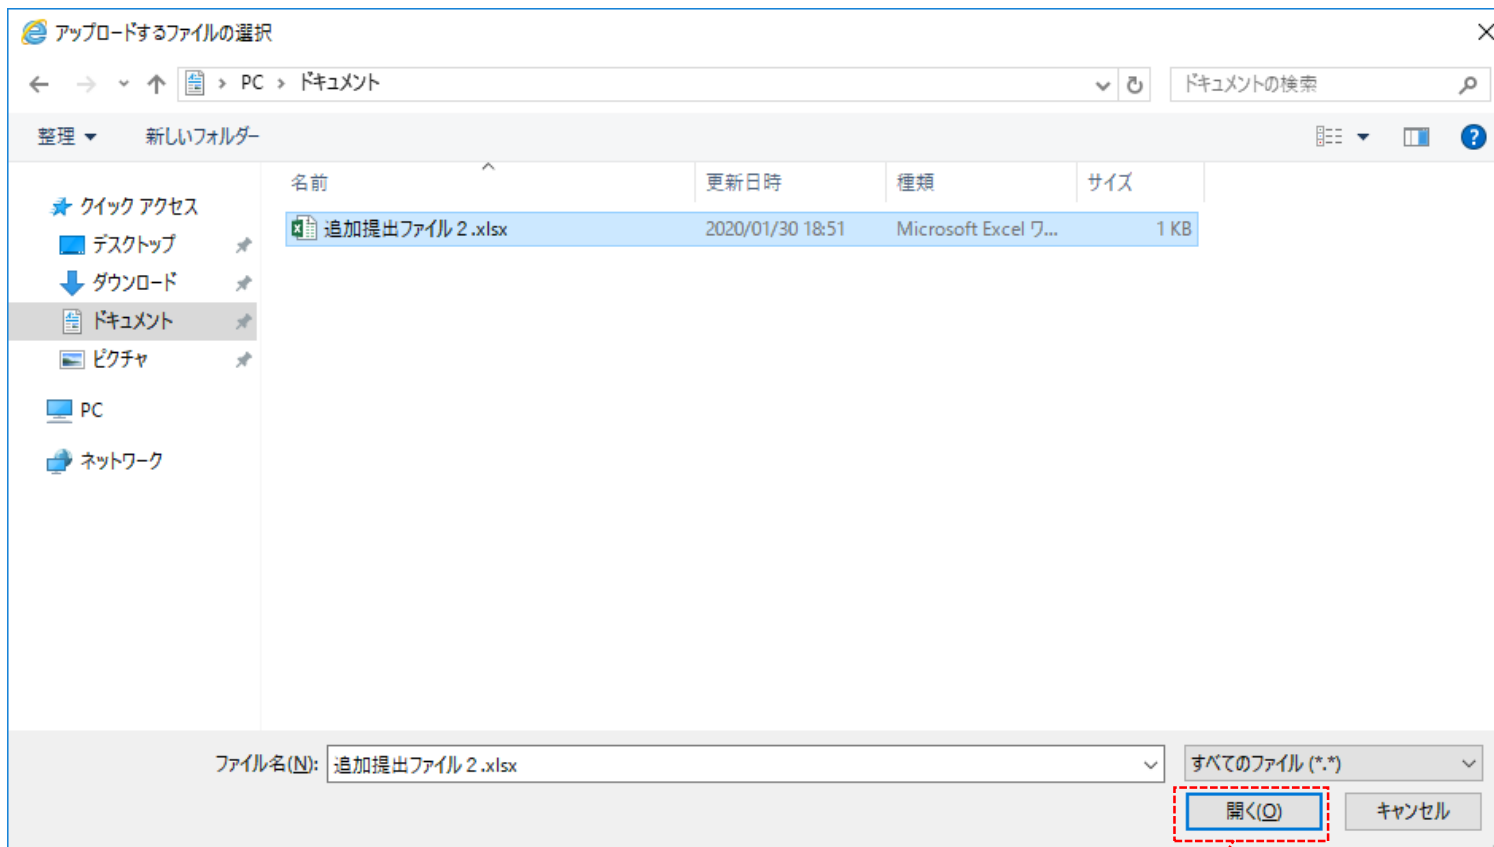 アップロードするファイルの選択
PC › ドキュメント
ドキュメントの検索
整理
新しいフォルダー
名前 更新日時 種類 サイズ
クイック アクセス
追加提出ファイル２.xlsx 2020/01/30 18:51 Microsoft Excel ワ... 1 KB
デスクトップ
ダウンロード
ドキュメント
ピクチャ
PC
ネットワーク
ファイル名(N): 追加提出ファイル２.xlsx
すべてのファイル (*.*)
開く(O) キャンセル